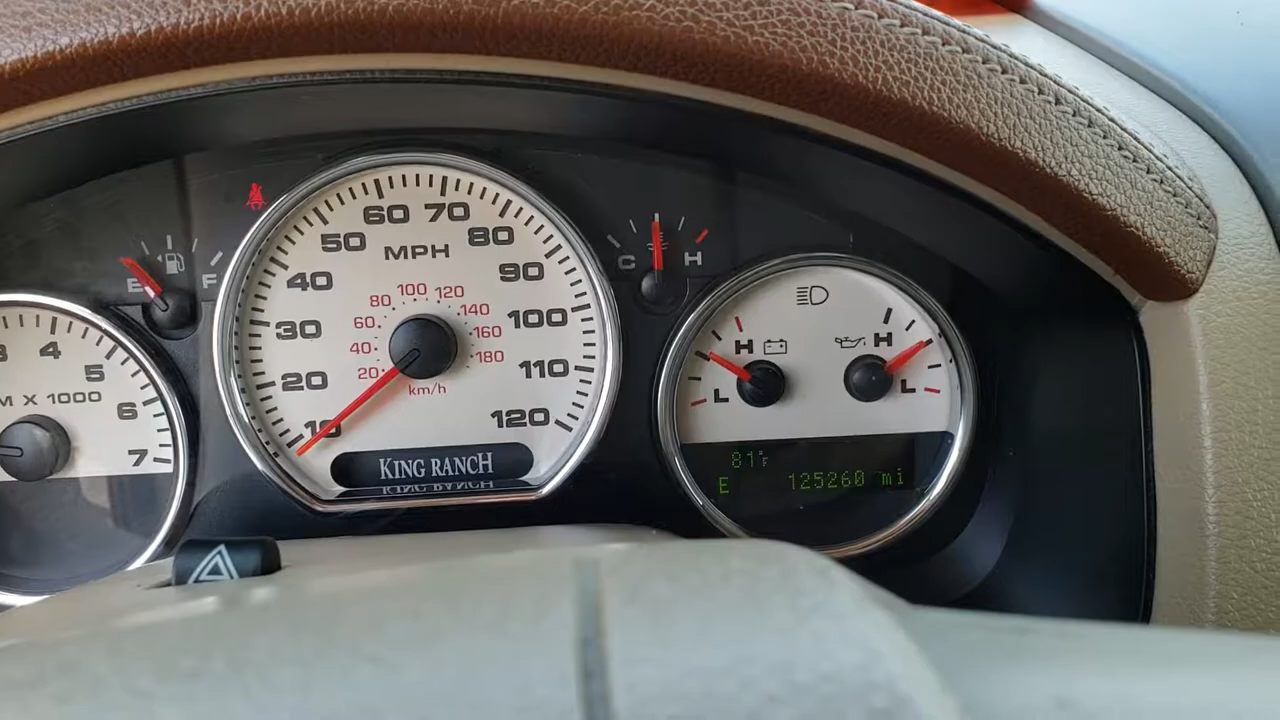 60 70
50 MPH 80
40 90
30 100
20 110
10 120
80 100 120
60 140
40 160
20 180
km/h
KING RANCH
E F
C H
4
5
6
7
M X 1000
H H
L L
81°F
E 125260 mi